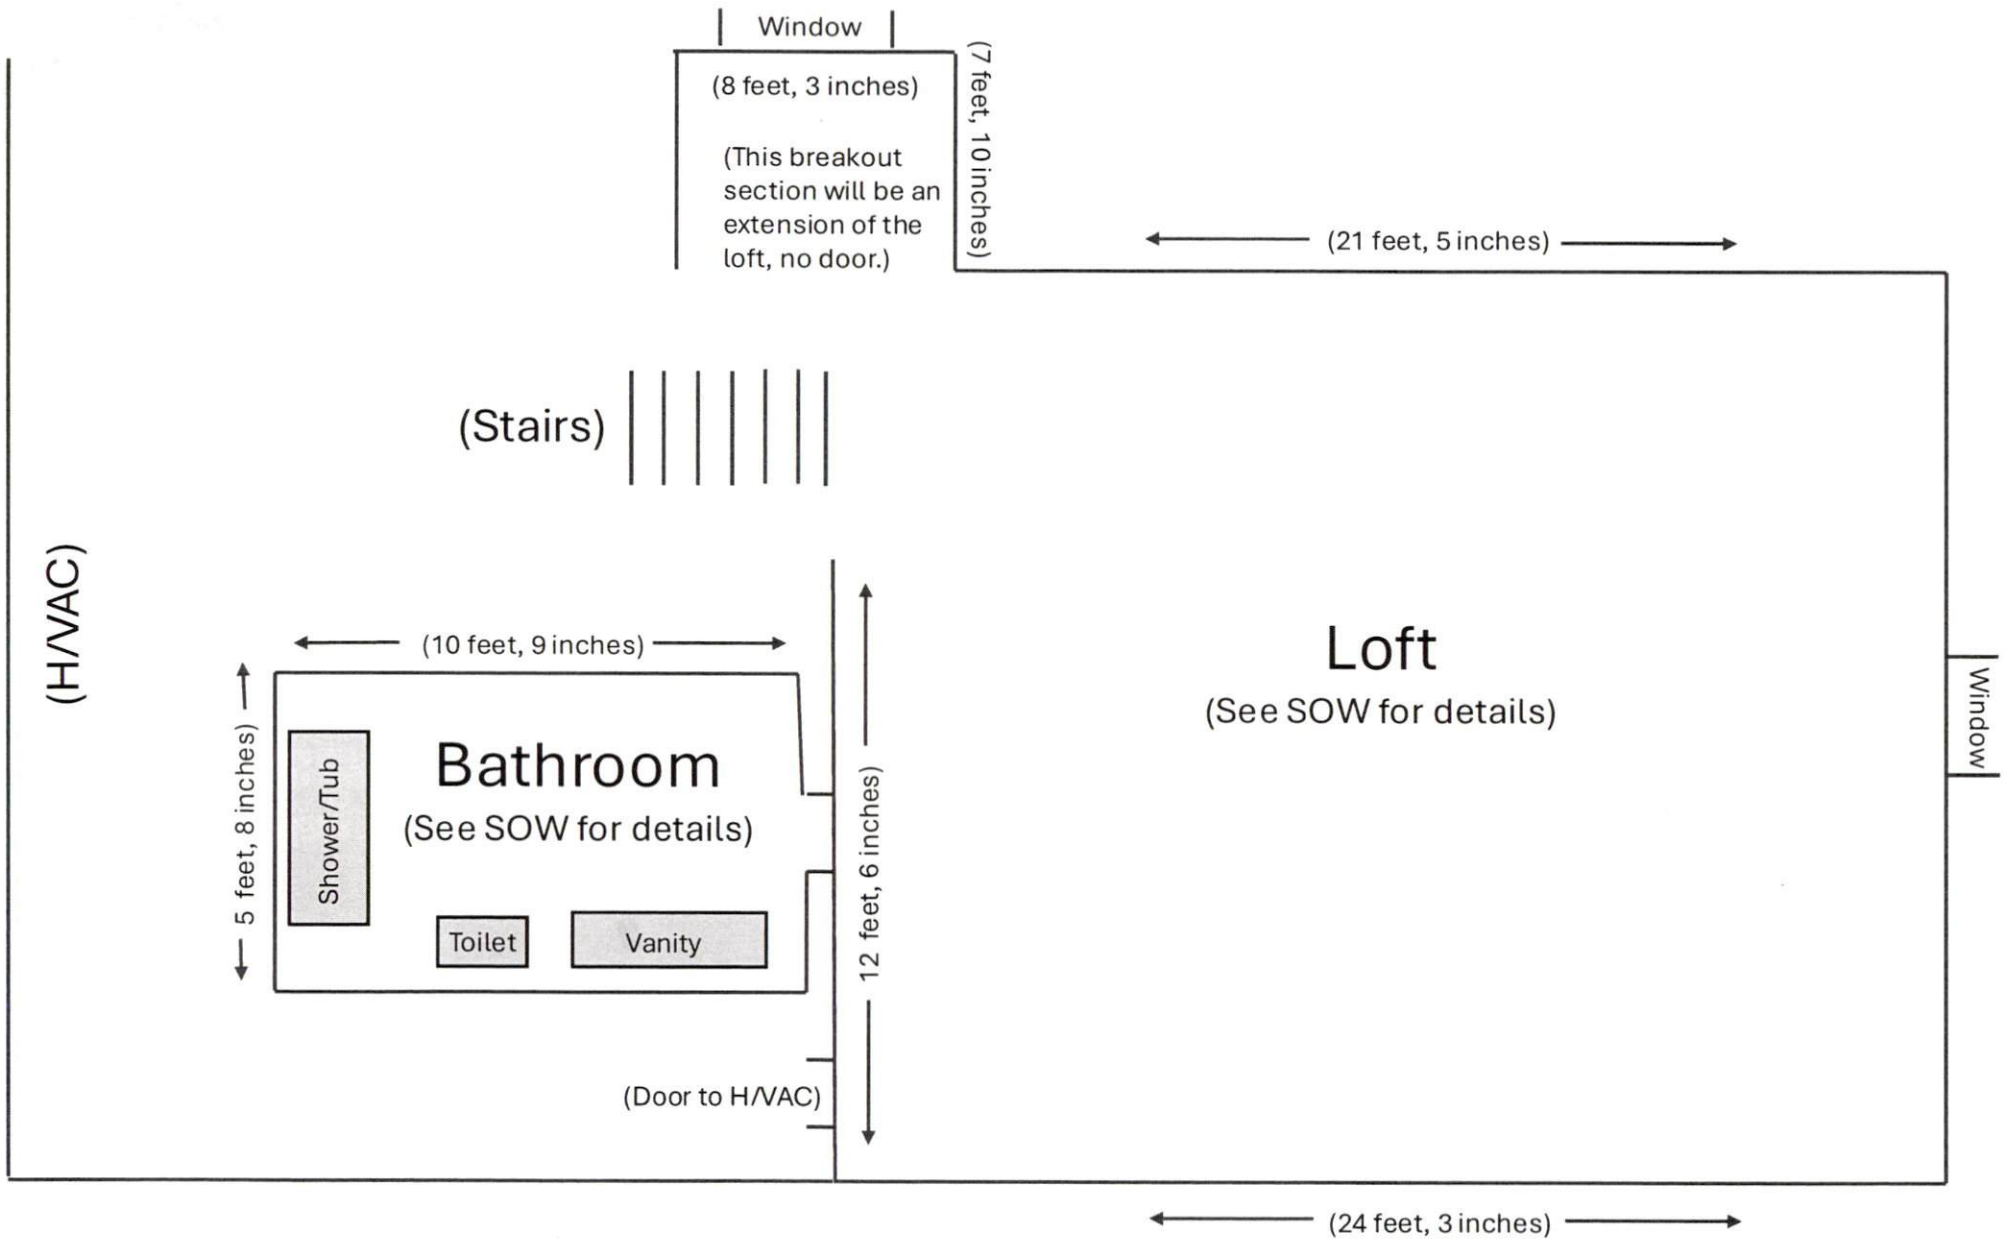 Window
(8 feet, 3 inches)
(7 feet, 10 inches)
(This breakout
section will be an
extension of the
loft, no door.)
(21 feet, 5 inches)
(Stairs)
(H/VAC)
(10 feet, 9 inches)
Loft
(See SOW for details)
Window
5 feet, 8 inches)
Shower/Tub
Bathroom
(See SOW for details)
12 feet, 6 inches)
Toilet
Vanity
(Door to H/VAC)
(24 feet, 3 inches)